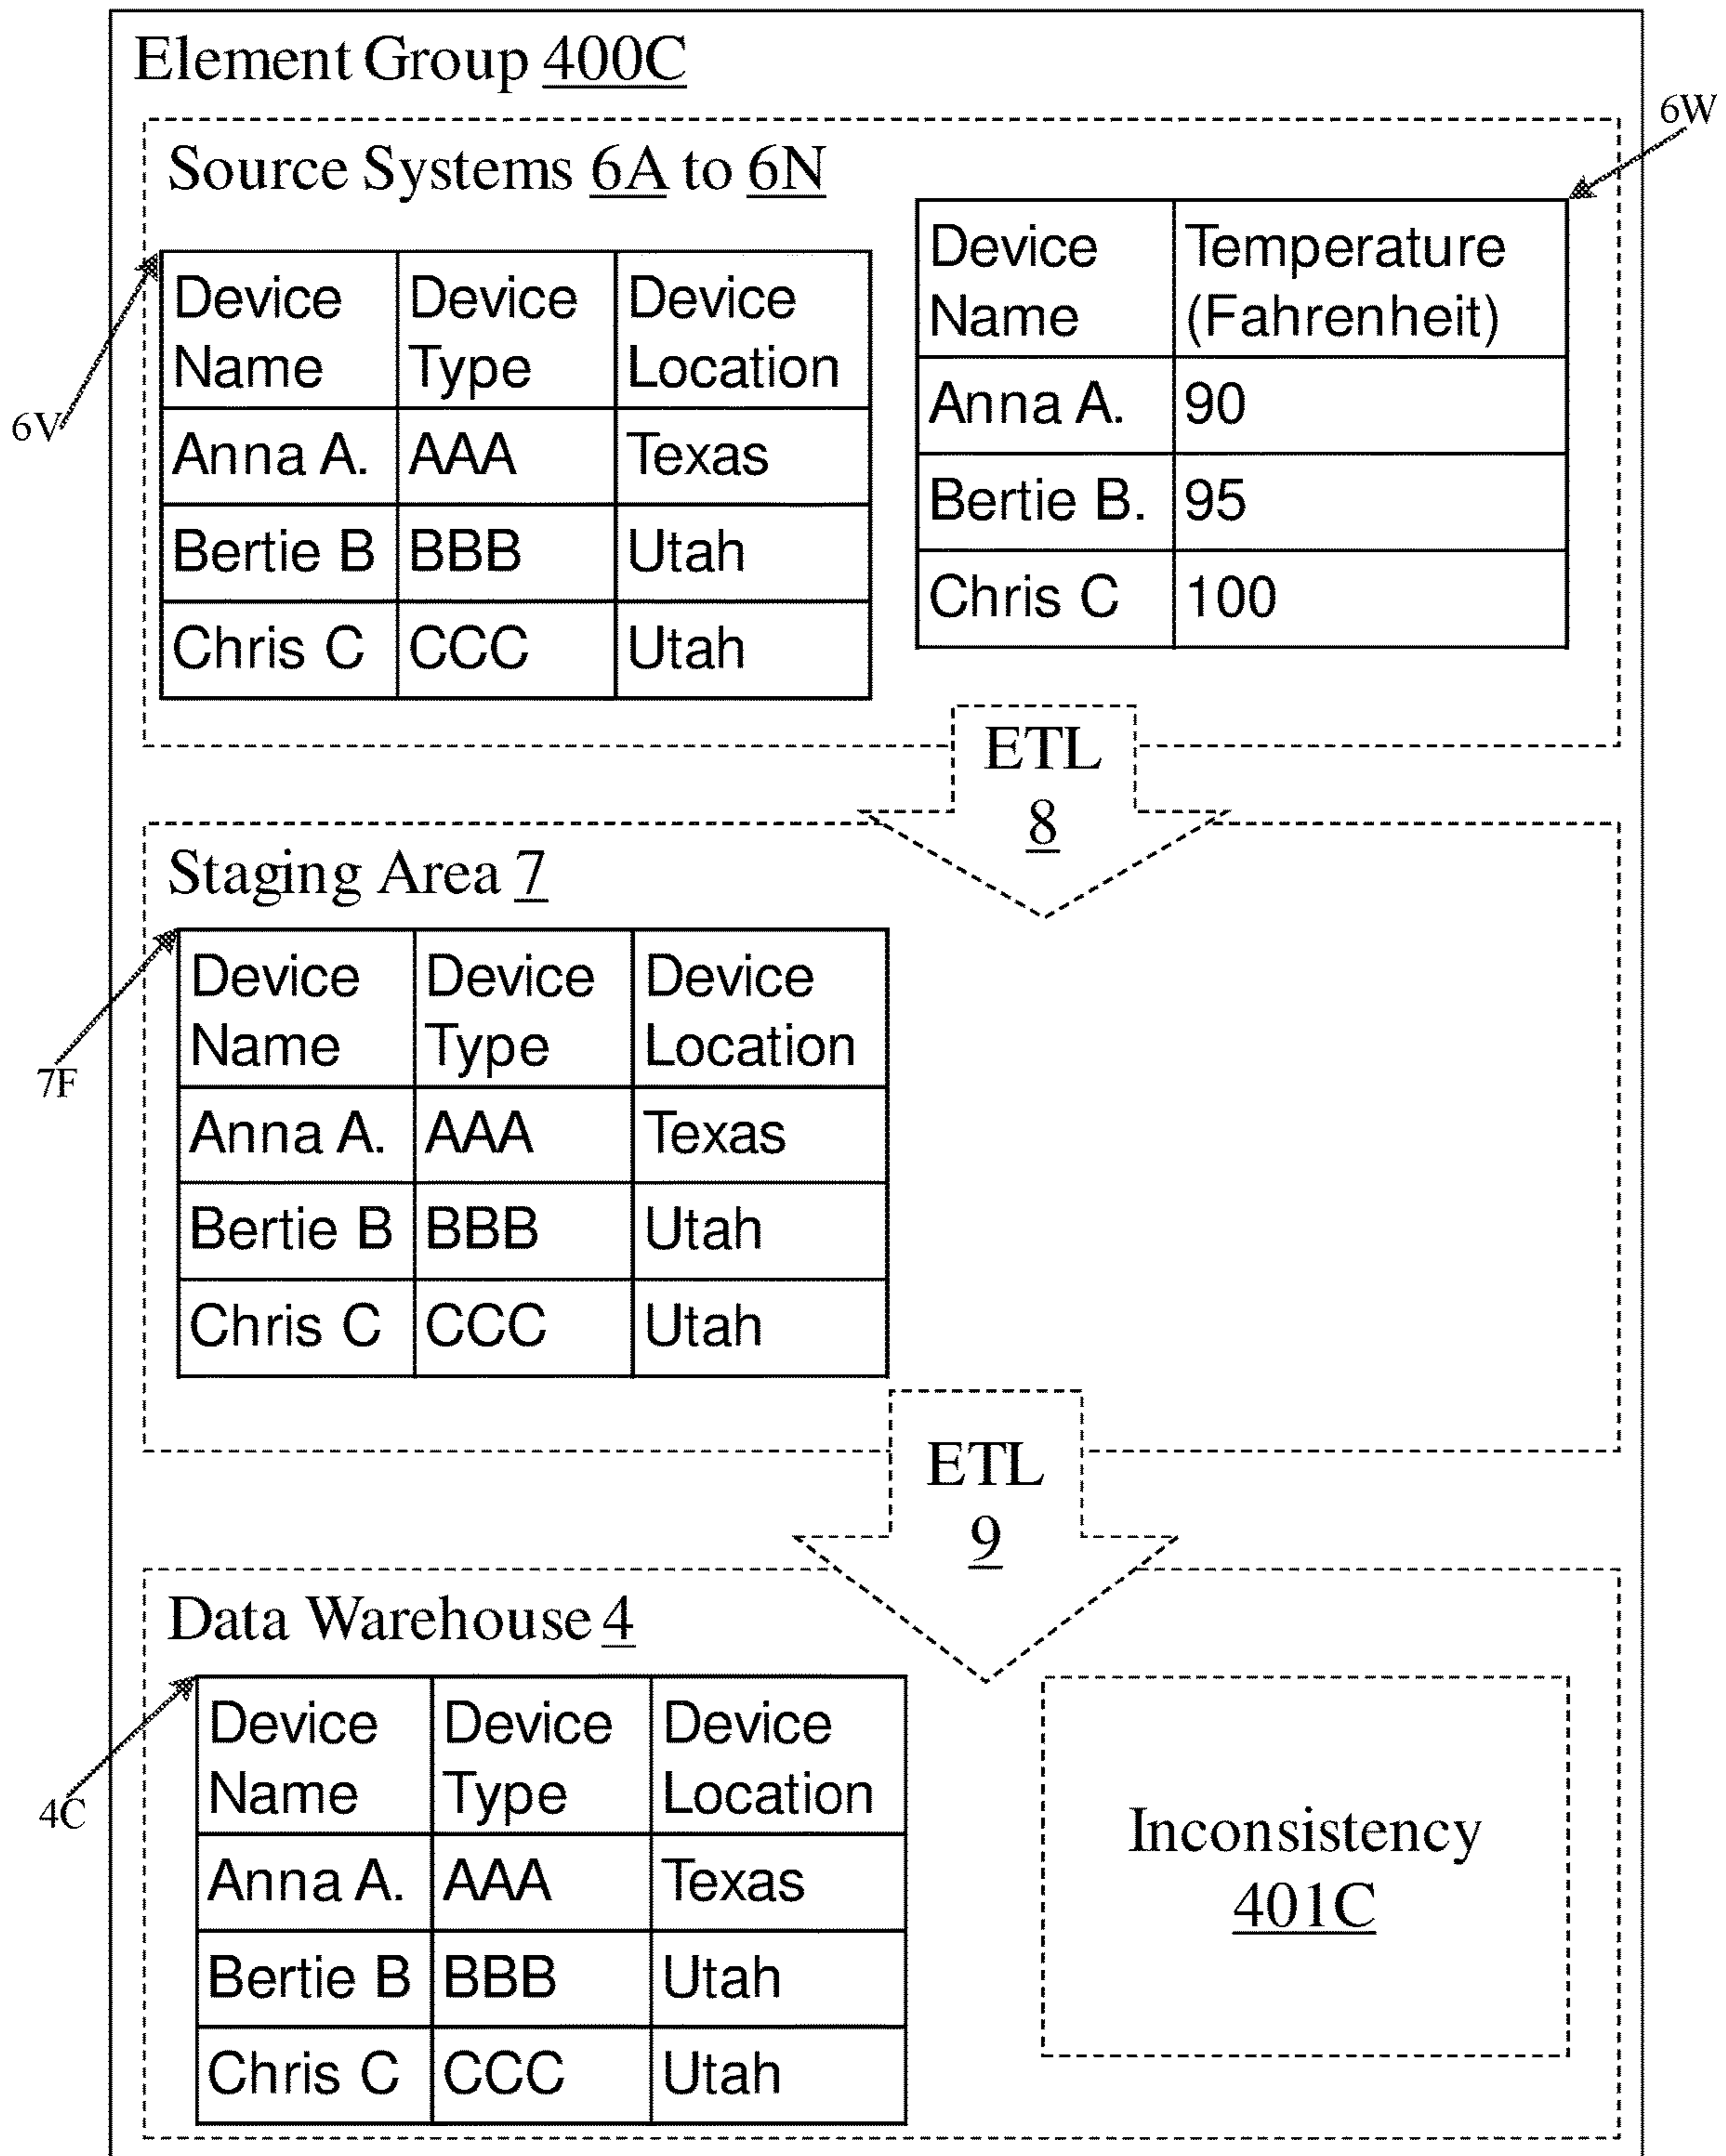 Element Group 400C
6W
Source Systems 6A to 6N
6V
Device Name | Device Type | Device Location
Anna A. | AAA | Texas
Bertie B | BBB | Utah
Chris C | CCC | Utah
Device Name | Temperature (Fahrenheit)
Anna A. | 90
Bertie B. | 95
Chris C | 100
ETL
8
Staging Area 7
7F
Device Name | Device Type | Device Location
Anna A. | AAA | Texas
Bertie B | BBB | Utah
Chris C | CCC | Utah
ETL
9
Data Warehouse 4
4C
Device Name | Device Type | Device Location
Anna A. | AAA | Texas
Bertie B | BBB | Utah
Chris C | CCC | Utah
Inconsistency
401C